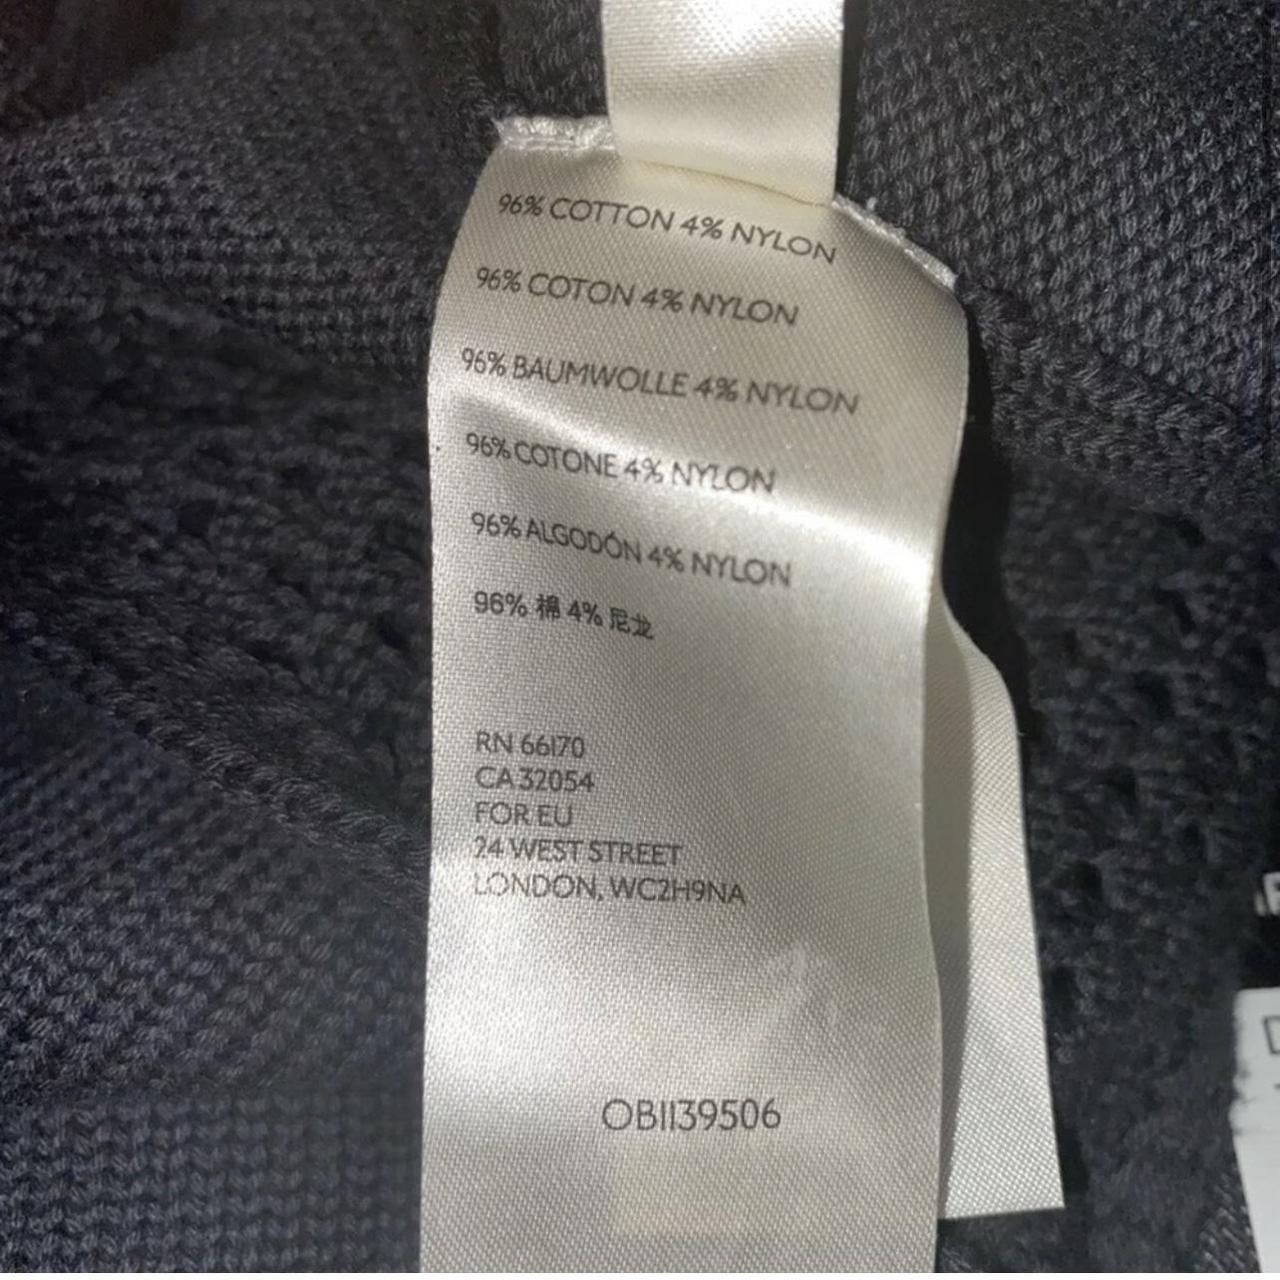 96% COTTON 4% NYLON
96% COTON 4% NYLON
96% BAUMWOLLE 4% NYLON
96% COTONE 4% NYLON
96% ALGODÓN 4% NYLON
96% 棉 4% 尼龙
RN 66170
CA 32054
FOR EU
24 WEST STREET
LONDON, WC2H9NA
OB1139506